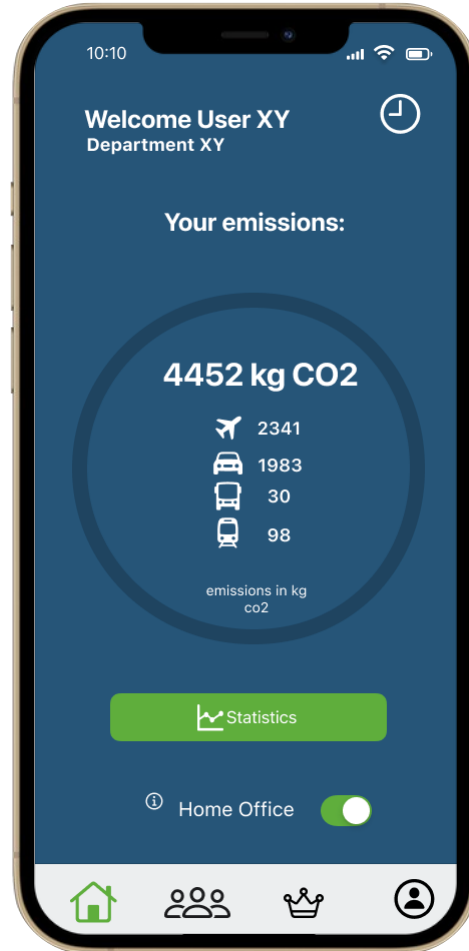 10:10
Welcome User XY
Department XY
Your emissions:
4452 kg CO2
2341
1983
30
98
emissions in kg
co2
Statistics
Home Office